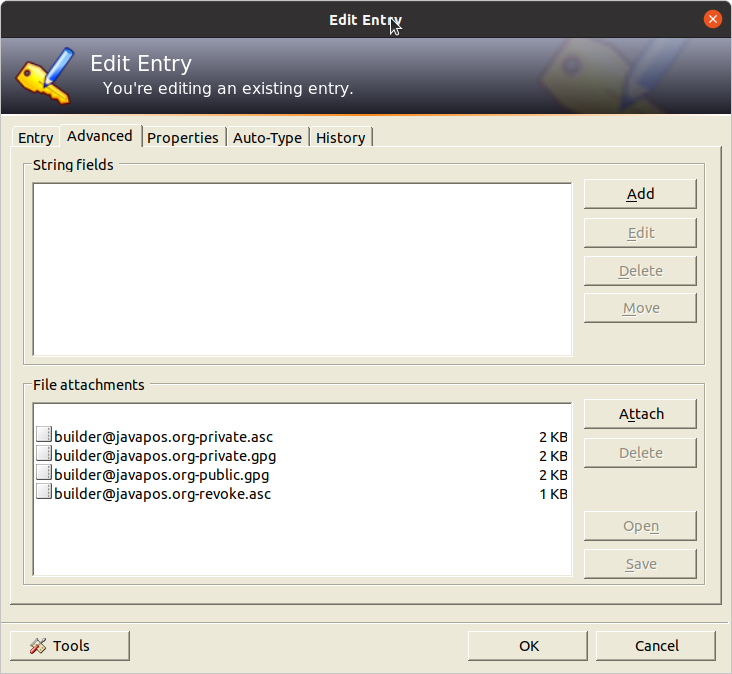 Edit Entry
Edit Entry
You're editing an existing entry.
Entry Advanced Properties Auto-Type History
String fields
Add
Edit
Delete
Move
File attachments
builder@javapos.org-private.asc 2 KB
builder@javapos.org-private.gpg 2 KB
builder@javapos.org-public.gpg 2 KB
builder@javapos.org-revoke.asc 1 KB
Attach
Delete
Open
Save
Tools OK Cancel